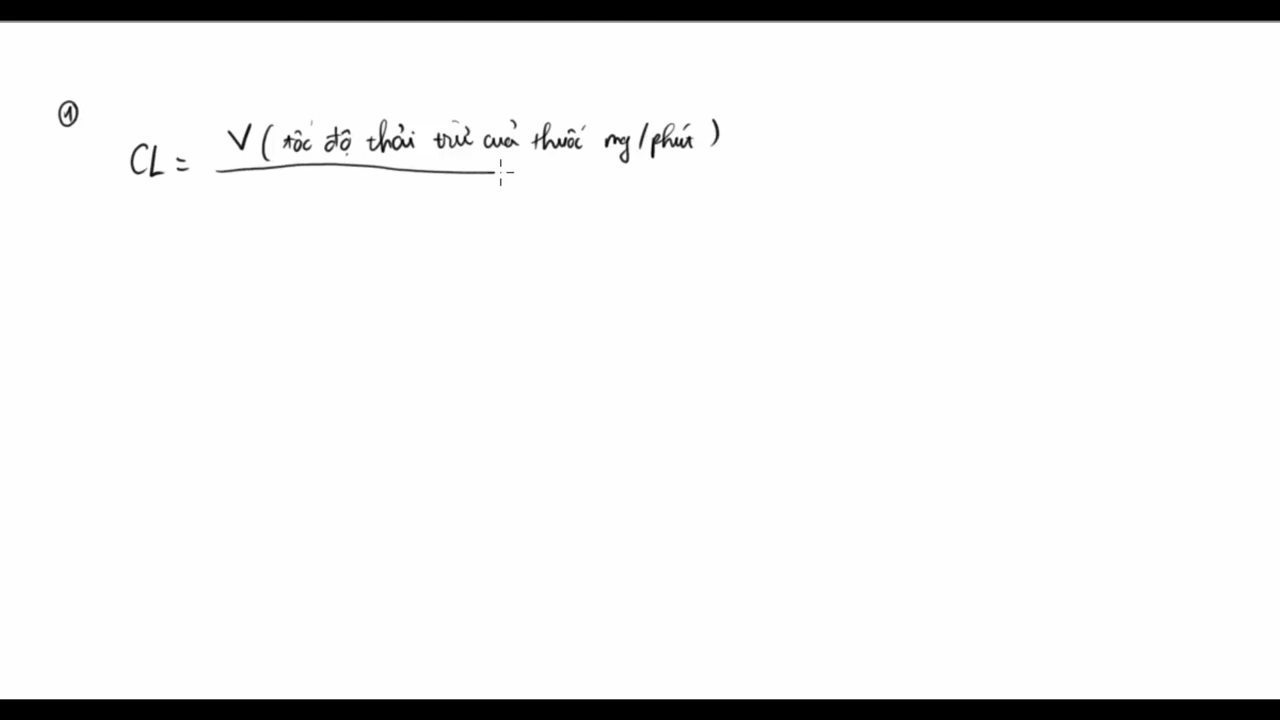 ①
V ( tốc độ thải trừ của thuốc mg/phút )
CL =